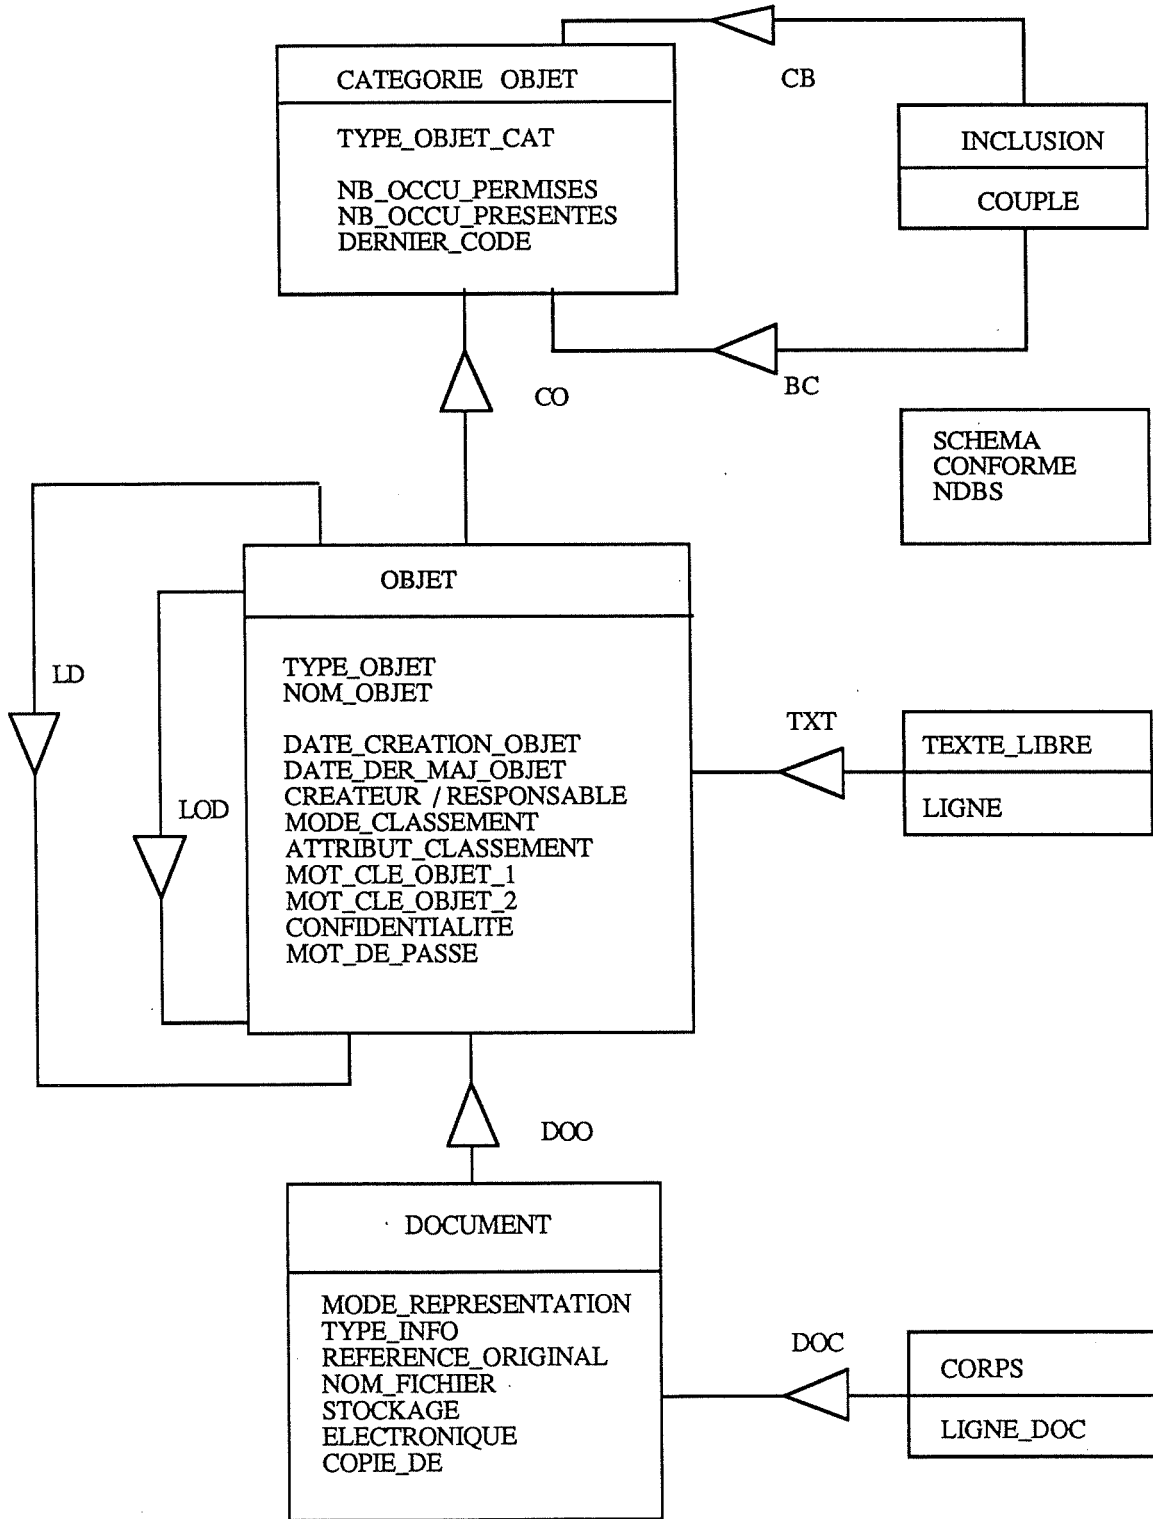 CATEGORIE OBJET
TYPE_OBJET_CAT
NB_OCCU_PERMISES
NB_OCCU_PRESENTES
DERNIER_CODE
CB
INCLUSION
COUPLE
BC
CO
SCHEMA
CONFORME
NDBS
OBJET
TYPE_OBJET
NOM_OBJET
DATE_CREATION_OBJET
DATE_DER_MAJ_OBJET
CREATEUR / RESPONSABLE
MODE_CLASSEMENT
ATTRIBUT_CLASSEMENT
MOT_CLE_OBJET_1
MOT_CLE_OBJET_2
CONFIDENTIALITE
MOT_DE_PASSE
LD
LOD
TXT
TEXTE_LIBRE
LIGNE
DOO
DOCUMENT
MODE_REPRESENTATION
TYPE_INFO
REFERENCE_ORIGINAL
NOM_FICHIER
STOCKAGE
ELECTRONIQUE
COPIE_DE
DOC
CORPS
LIGNE_DOC